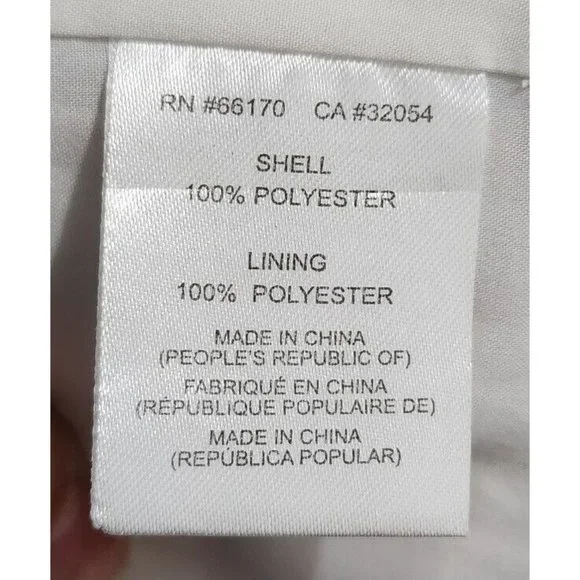 RN #66170 CA #32054
SHELL
100% POLYESTER
LINING
100% POLYESTER
MADE IN CHINA
(PEOPLE'S REPUBLIC OF)
FABRIQUÉ EN CHINA
(RÉPUBLIQUE POPULAIRE DE)
MADE IN CHINA
(REPÚBLICA POPULAR)